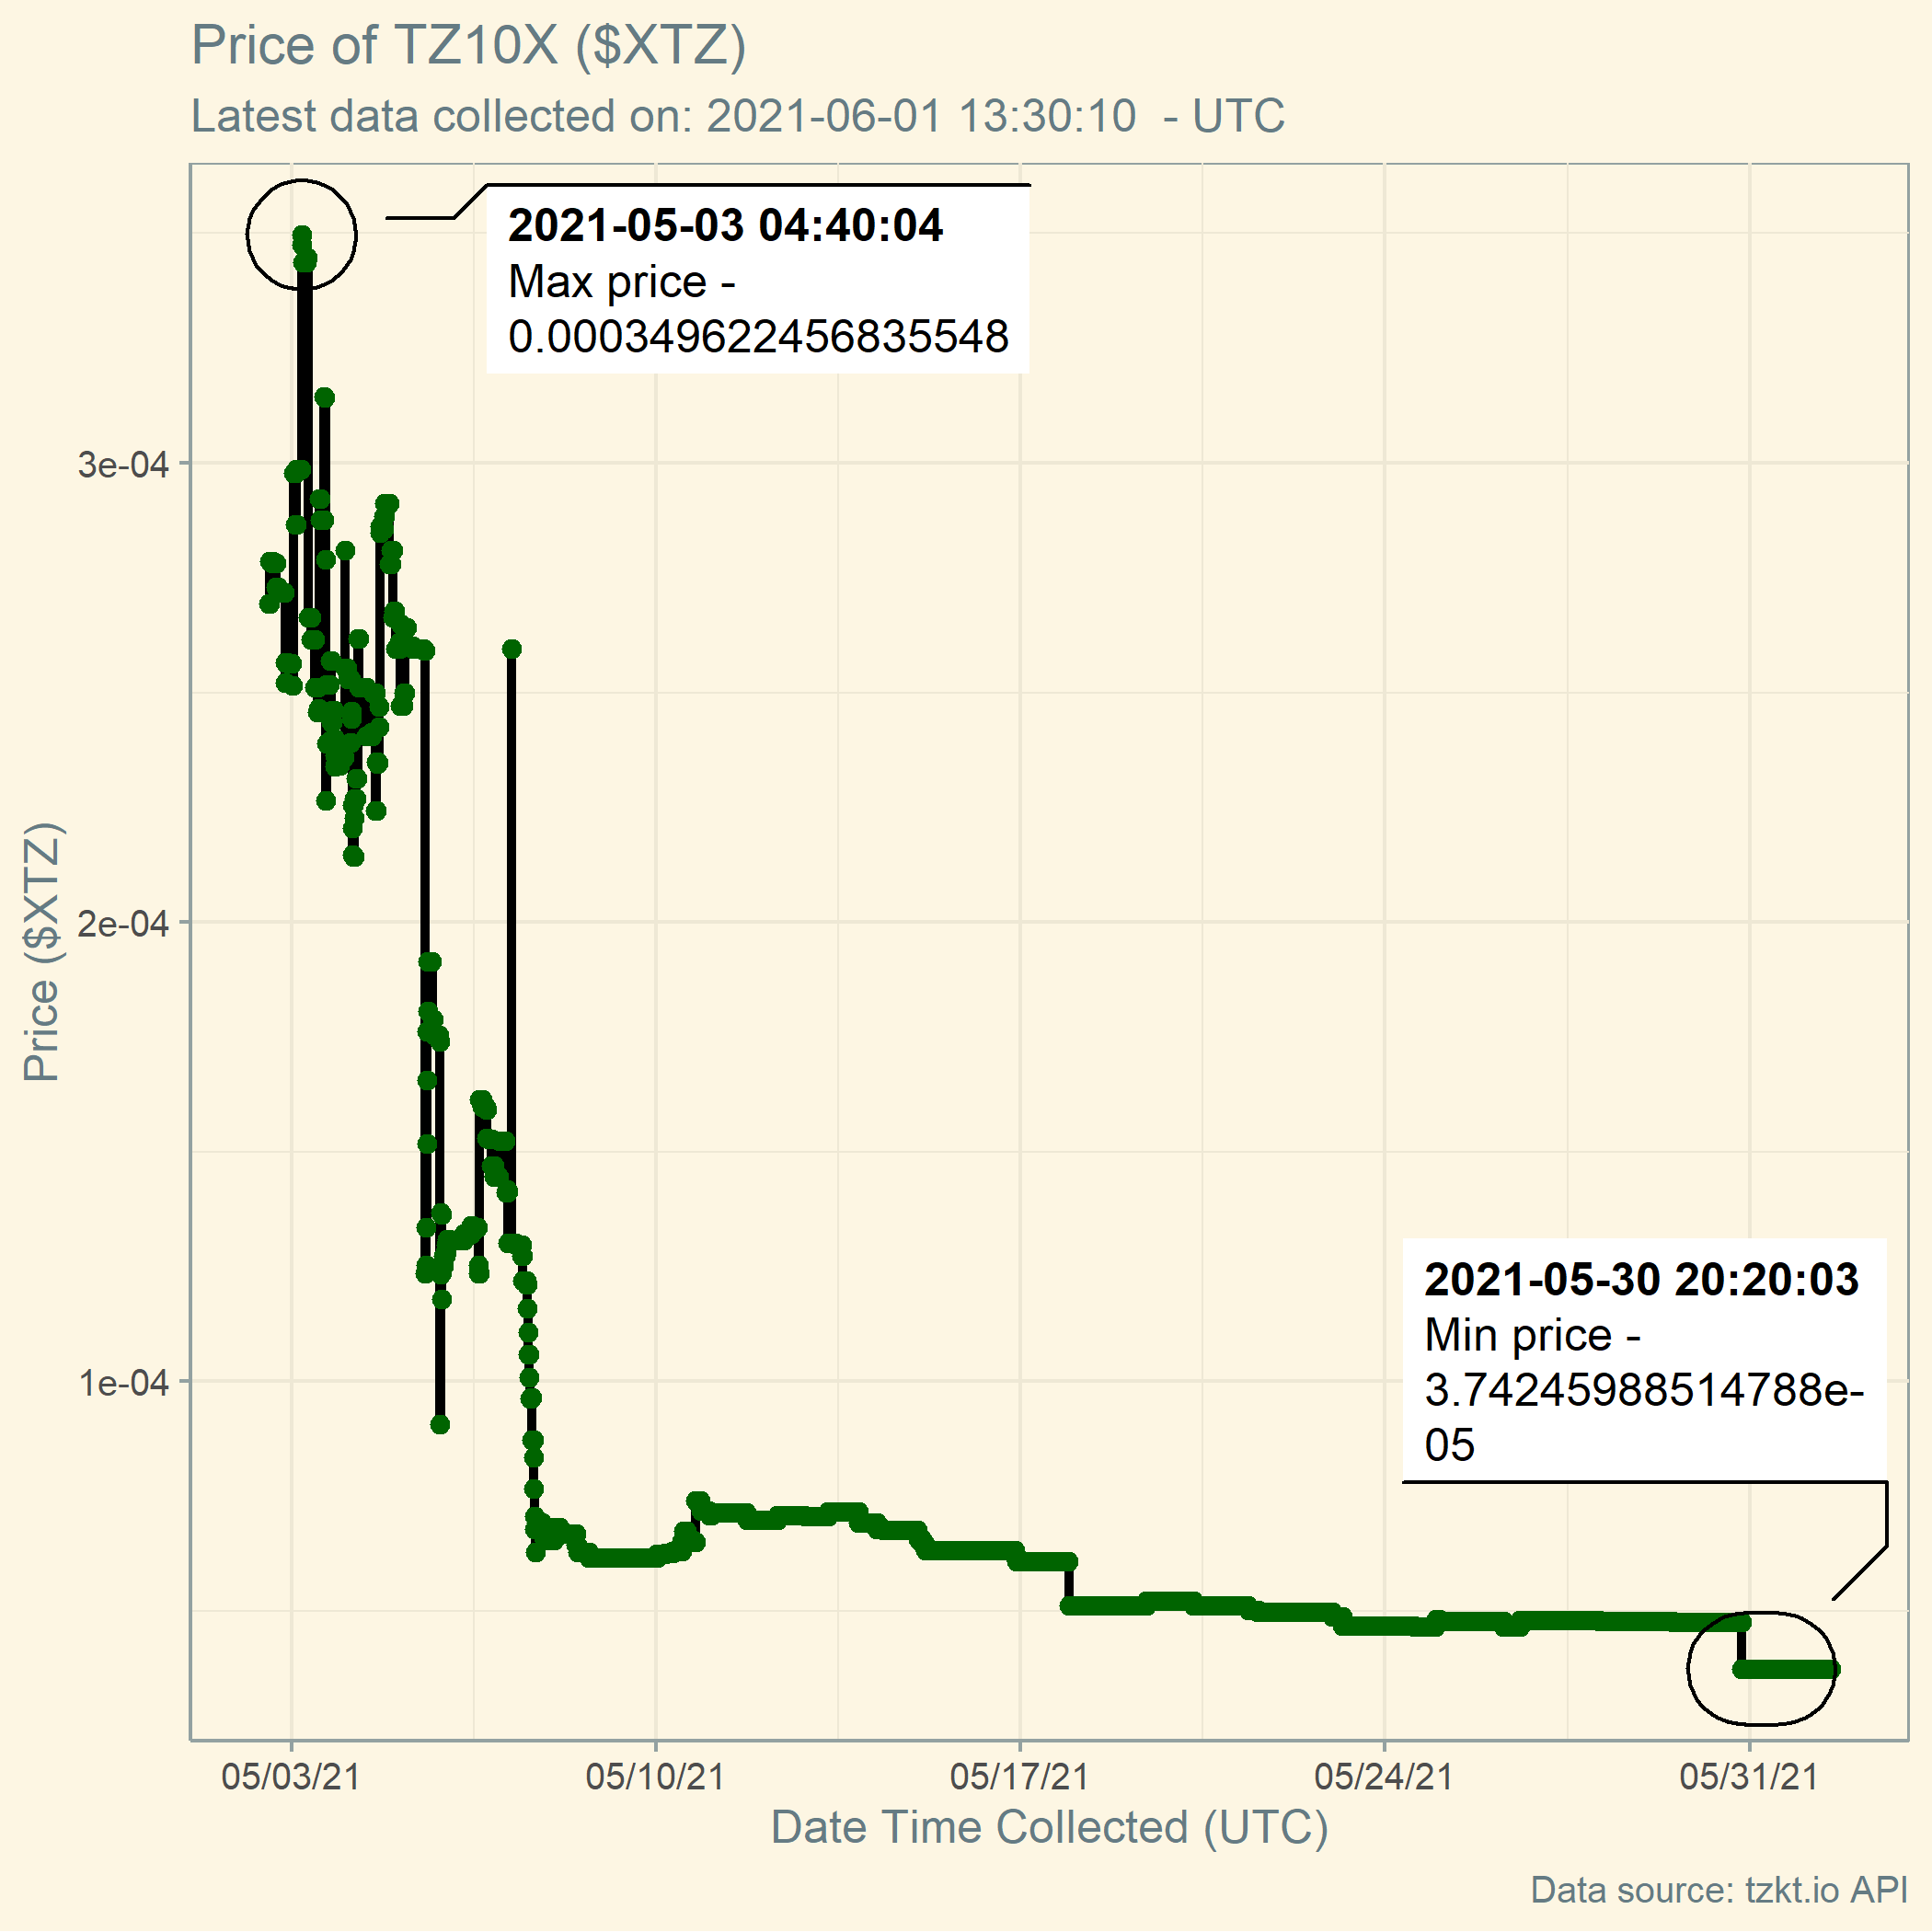 Price of TZ10X ($XTZ)
Latest data collected on: 2021-06-01 13:30:10  - UTC
2021-05-03 04:40:04
Max price -
0.000349622456835548
3e-04
2e-04
1e-04
Price ($XTZ)
2021-05-30 20:20:03
Min price -
3.74245988514788e-
05
05/03/21
05/10/21
05/17/21
05/24/21
05/31/21
Date Time Collected (UTC)
Data source: tzkt.io API